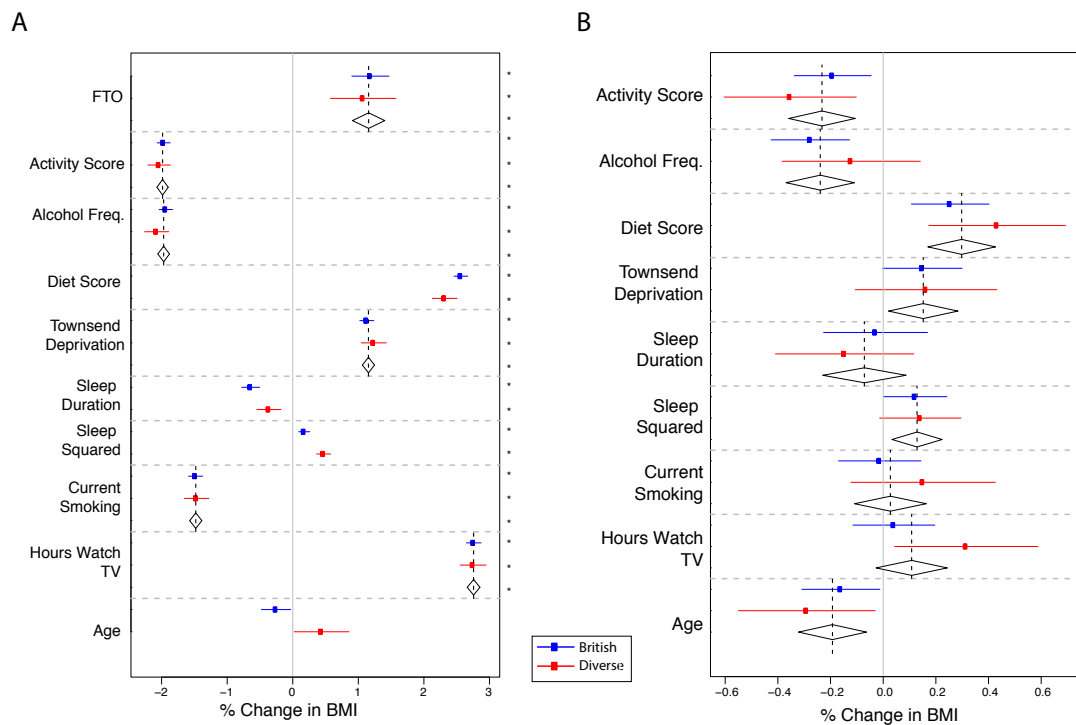 A
FTO
Activity Score
Alcohol Freq.
Diet Score
Townsend
Deprivation
Sleep
Duration
Sleep
Squared
Current
Smoking
Hours Watch
TV
Age
* * * * * * * * * * * * * * * * * * * * * * * *
−2 −1 0 1 2 3
% Change in BMI
British
Diverse
B
Activity Score
Alcohol Freq.
Diet Score
Townsend
Deprivation
Sleep
Duration
Sleep
Squared
Current
Smoking
Hours Watch
TV
Age
−0.6 −0.4 −0.2 0.0 0.2 0.4 0.6
% Change in BMI